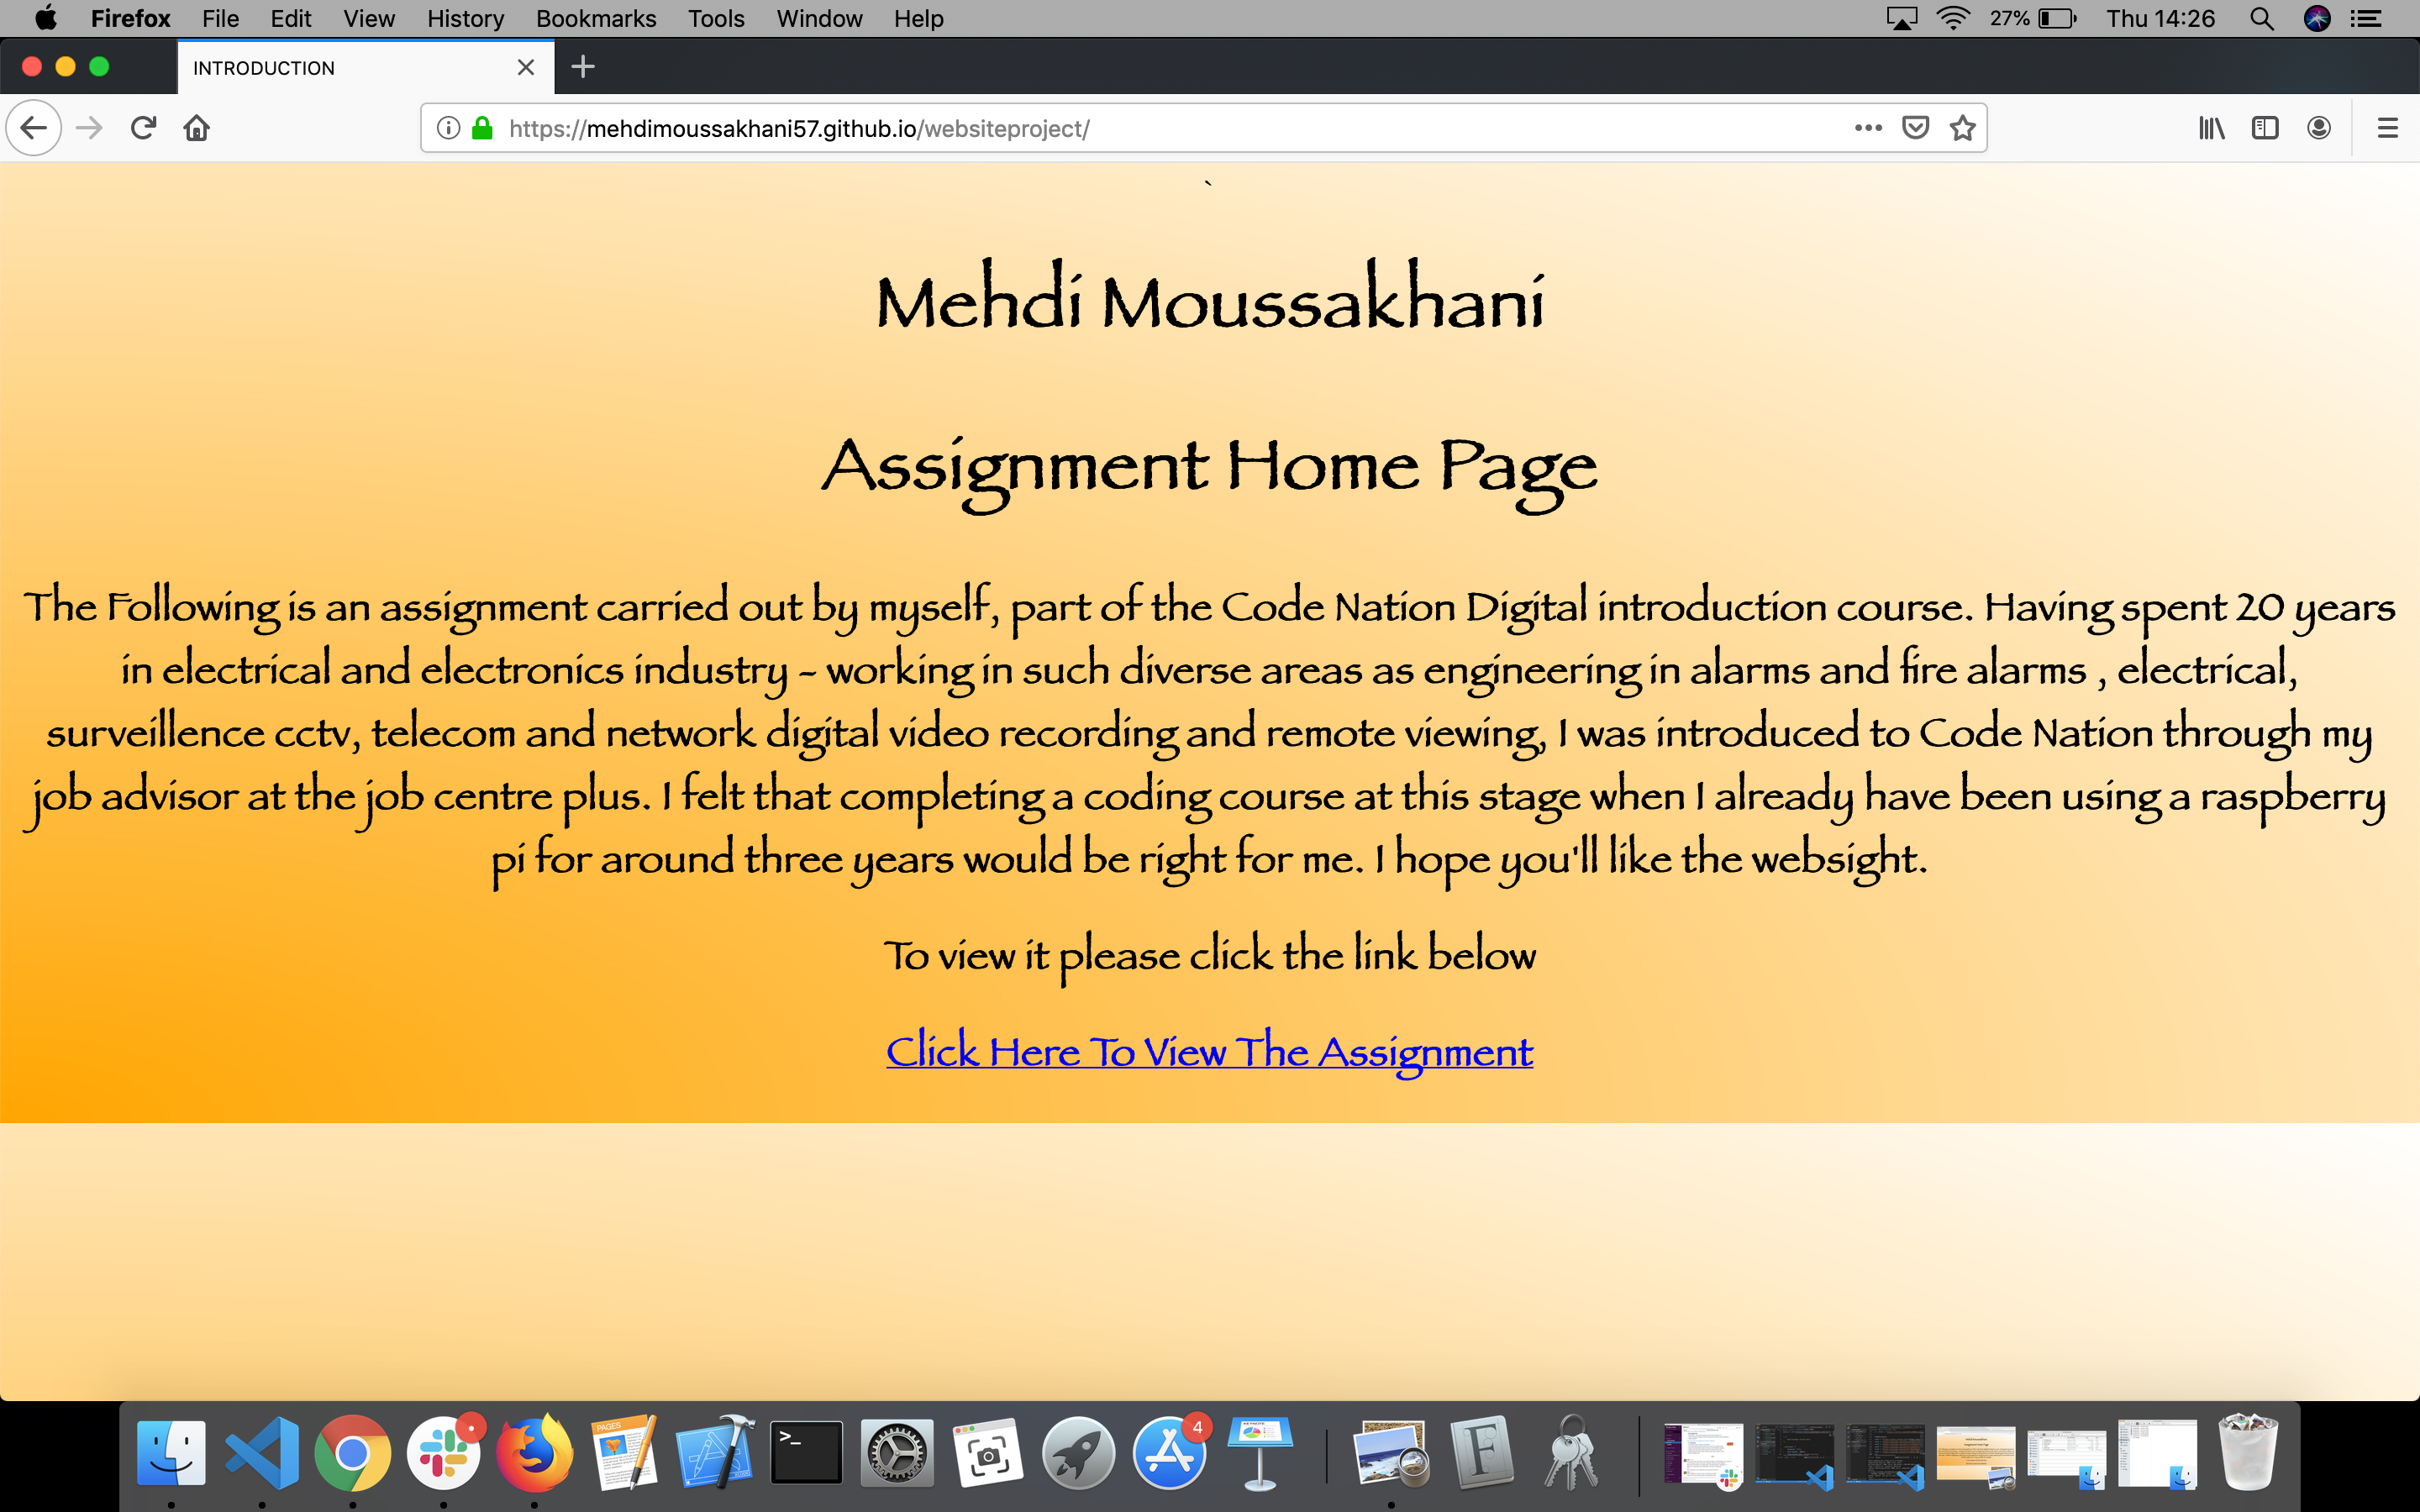 Firefox File Edit View History Bookmarks Tools Window Help 27% Thu 14:26
INTRODUCTION
https://mehdimoussakhani57.github.io/websiteproject/
`
Mehdi Moussakhani
Assignment Home Page
The Following is an assignment carried out by myself, part of the Code Nation Digital introduction course. Having spent 20 years
in electrical and electronics industry - working in such diverse areas as engineering in alarms and fire alarms , electrical,
surveillence cctv, telecom and network digital video recording and remote viewing, I was introduced to Code Nation through my
job advisor at the job centre plus. I felt that completing a coding course at this stage when I already have been using a raspberry
pi for around three years would be right for me. I hope you'll like the websight.
To view it please click the link below
Click Here To View The Assignment
PAGES
>_
4
KEYNOTE
F